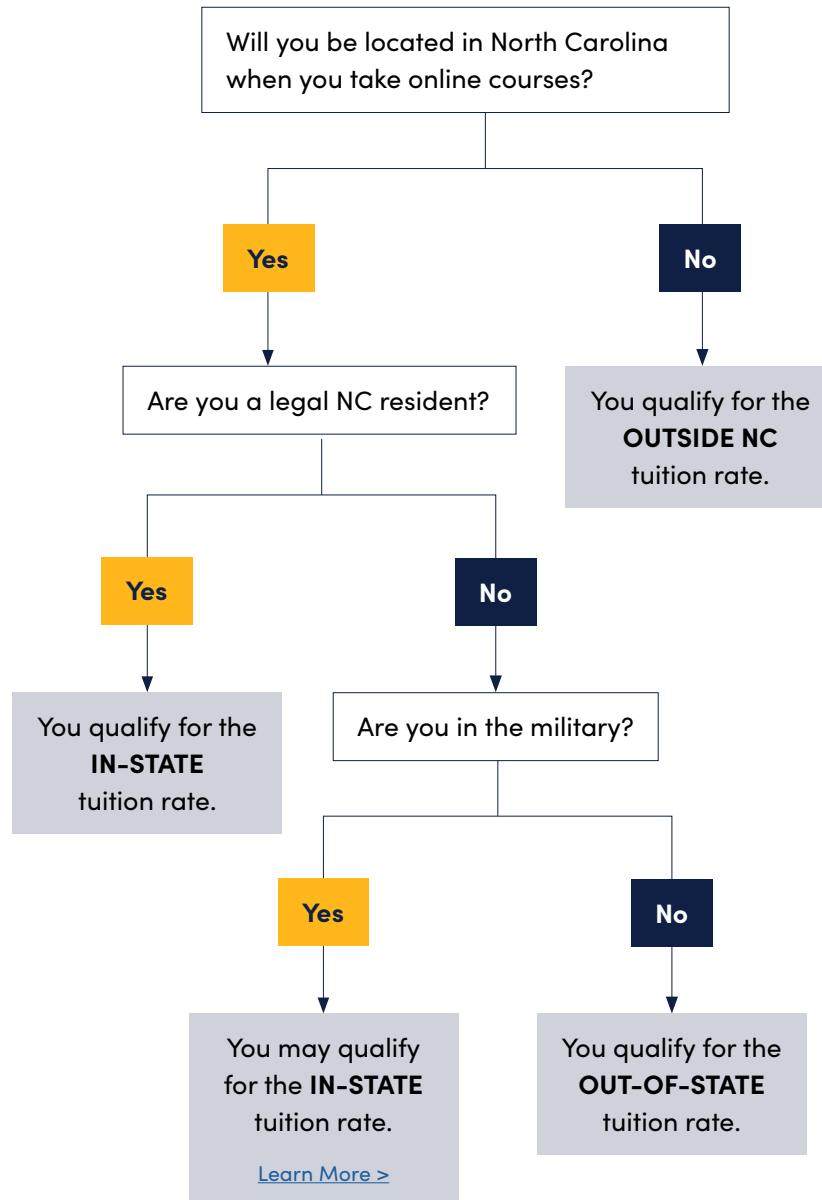 Will you be located in North Carolina
when you take online courses?
Yes
No
Are you a legal NC resident?
You qualify for the
OUTSIDE NC
tuition rate.
Yes
No
You qualify for the
IN-STATE
tuition rate.
Are you in the military?
Yes
No
You may qualify
for the IN-STATE
tuition rate.
Learn More >
You qualify for the
OUT-OF-STATE
tuition rate.